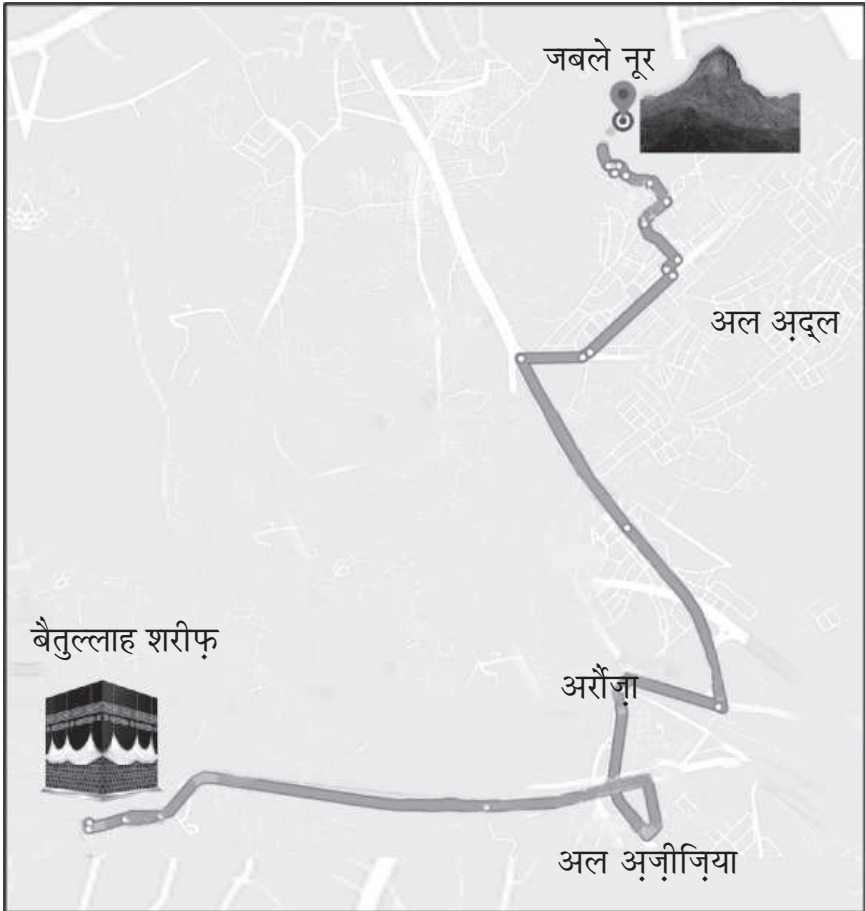 जबले नूर
अल अ़द्ल
बैतुल्लाह शरीफ़
अर्रौज़ा
अल अ़ज़ीज़िया